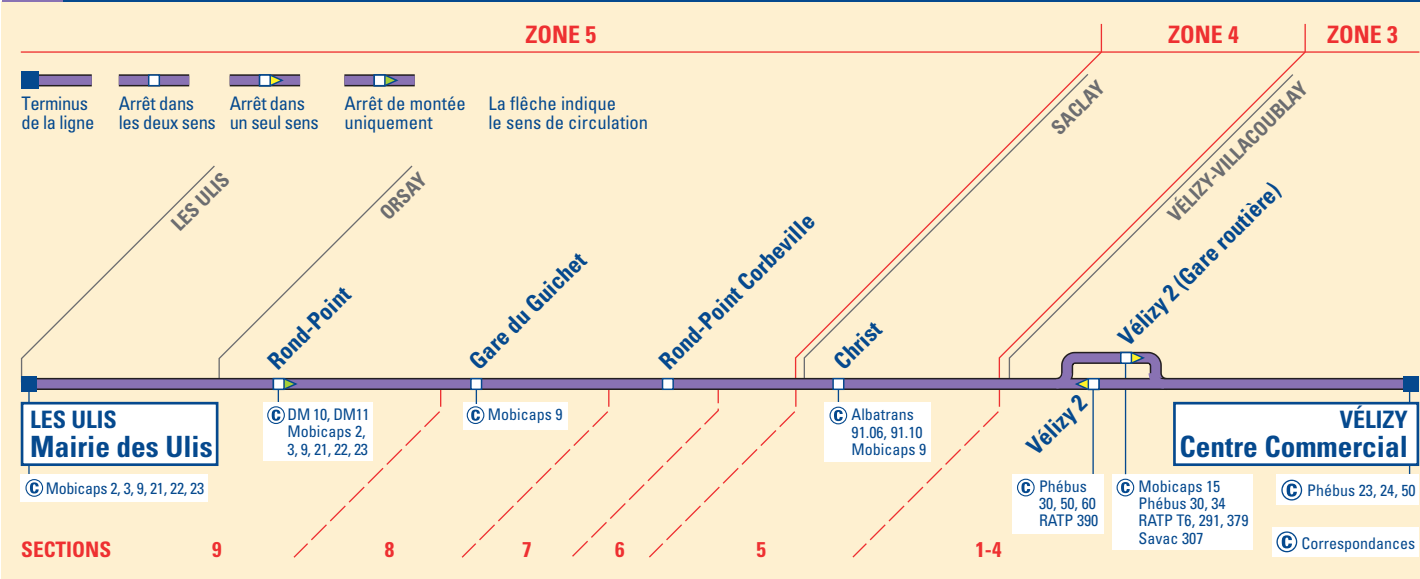 ZONE 5
ZONE 4
ZONE 3
Terminus
de la ligne
Arrêt dans
les deux sens
Arrêt dans
un seul sens
Arrêt de montée
uniquement
La flêche indique
le sens de circulation
LES ULIS
ORSAY
SACLAY
VÉLIZY-VILLACOUBLAY
Rond-Point
Gare du Guichet
Rond-Point Corbeville
Christ
Vélizy 2 (Gare routière)
Vélizy 2
LES ULIS
Mairie des Ulis
C Mobicaps 2, 3, 9, 21, 22, 23
C DM 10, DM11
Mobicaps 2,
3, 9, 21, 22, 23
C Mobicaps 9
C Albatrans
91.06, 91.10
Mobicaps 9
C Phébus
30, 50, 60
RATP 390
C Mobicaps 15
Phébus 30, 34
RATP T6, 291, 379
Savac 307
VÉLIZY
Centre Commercial
C Phébus 23, 24, 50
C Correspondances
SECTIONS 9 8 7 6 5 1-4